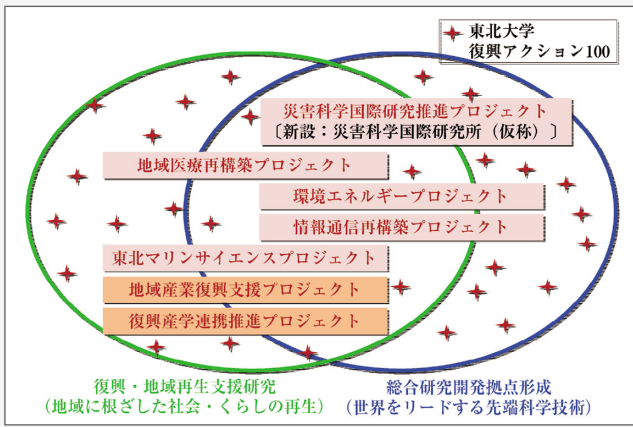 東北大学
復興アクション100
災害科学国際研究推進プロジェクト
〔新設：災害科学国際研究所（仮称）〕
地域医療再構築プロジェクト
環境エネルギープロジェクト
情報通信再構築プロジェクト
東北マリンサイエンスプロジェクト
地域産業復興支援プロジェクト
復興産学連携推進プロジェクト
復興・地域再生支援研究
（地域に根ざした社会・くらしの再生）
総合研究開発拠点形成
（世界をリードする先端科学技術）